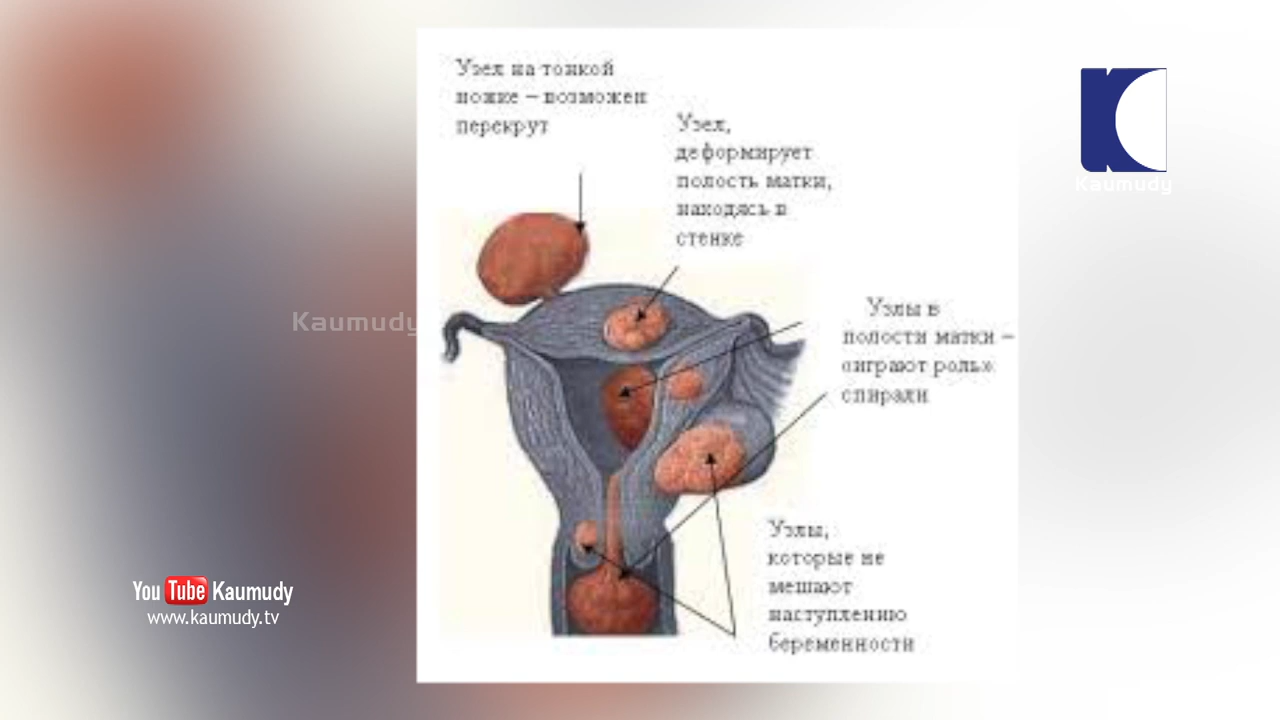 Узел на тонкой
ножке – возможен
перекрут
Узел,
деформирует
полость матки,
находясь в
стенке
Узлы в
полости матки –
«играют роль»
спирали
Узлы,
которые не
мешают
наступлению
беременности
Kaumudy
Kaumudy
You Tube Kaumudy
www.kaumudy.tv